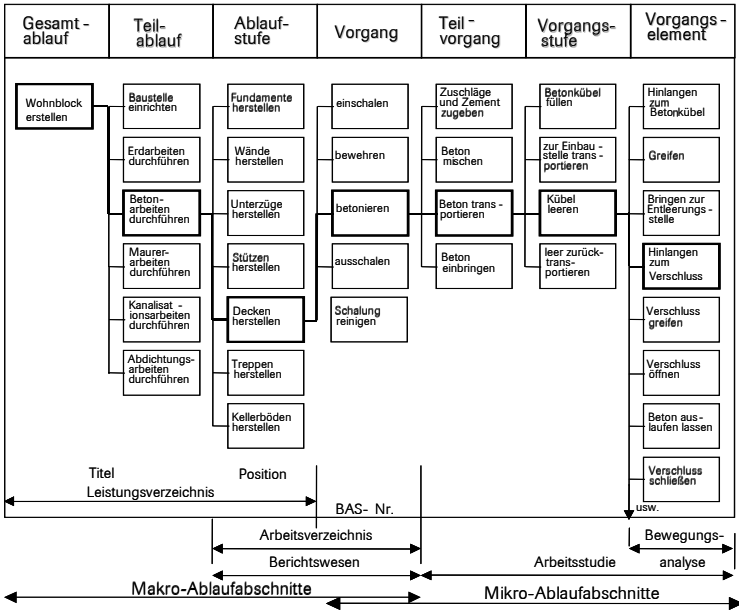 Gesamt-
ablauf
Teil-
ablauf
Ablauf-
stufe
Vorgang
Teil-
vorgang
Vorgangs-
stufe
Vorgangs-
element
Wohnblock
erstellen
Baustelle
einrichten
Erdarbeiten
durchführen
Beton-
arbeiten
durchführen
Maurer-
arbeiten
durchführen
Kanalisat -
ionsarbeiten
durchführen
Abdichtungs-
arbeiten
durchführen
Fundamente
herstellen
Wände
herstellen
Unterzüge
herstellen
Stützen
herstellen
Decken
herstellen
Treppen
herstellen
Kellerböden
herstellen
einschalen
bewehren
betonieren
ausschalen
Schalung
reinigen
Zuschläge
und Zement
zugeben
Beton
mischen
Beton trans -
portieren
Beton
einbringen
Betonkübel
füllen
zur Einbau -
stelle trans -
portieren
Kübel
leeren
leer zurück-
trans-
portieren
Hinlangen
zum
Betonkübel
Greifen
Bringen zur
Entleerungs -
stelle
Hinlangen
zum
Verschluss
Verschluss
greifen
Verschluss
öffnen
Beton aus -
laufen lassen
Verschluss
schließen
usw.
Titel
Position
Leistungsverzeichnis
BAS- Nr.
Arbeitsverzeichnis
Bewegungs-
Berichtswesen
Arbeitsstudie
analyse
Makro-Ablaufabschnitte
Mikro-Ablaufabschnitte